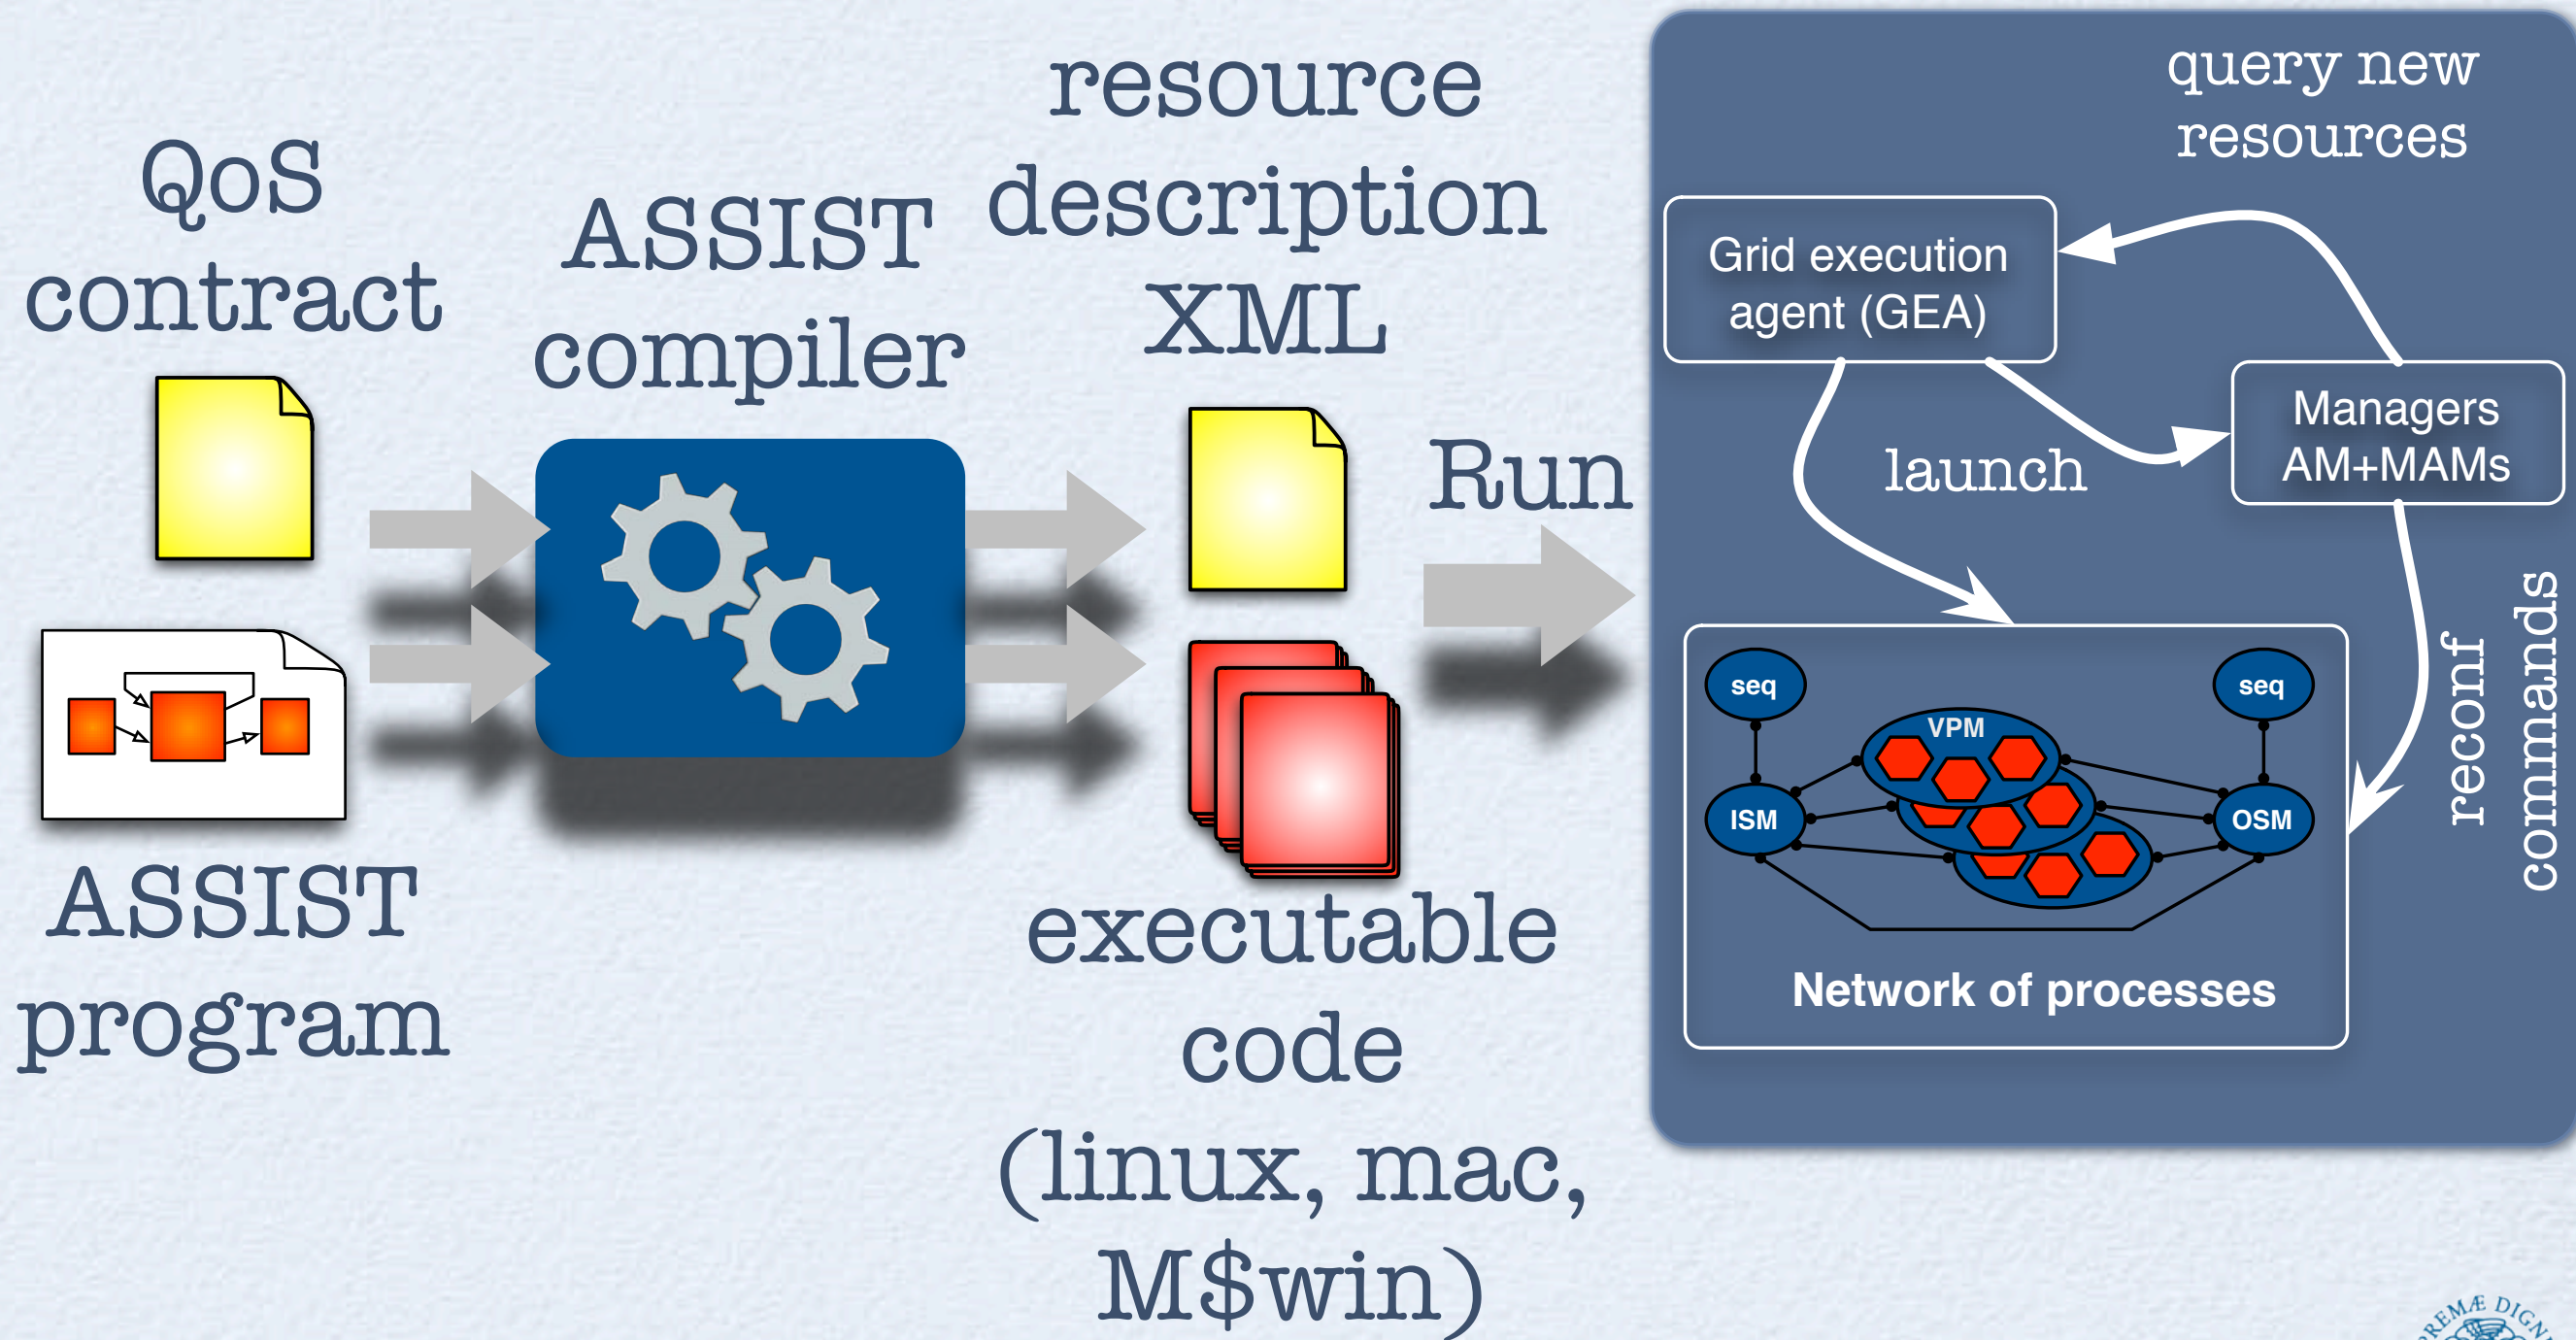 QoS
contract
ASSIST
program
ASSIST
compiler
resource
description
XML
executable
code
(linux, mac,
M$win)
Run
query new
resources
Grid execution
agent (GEA)
Managers
AM+MAMs
launch
reconf
commands
seq
seq
VPM
ISM
OSM
Network of processes